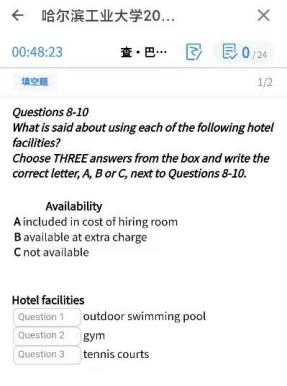 ← 哈尔滨工业大学20... ×
00:48:23 查·巴... 0/24
填空题 1/2
Questions 8-10
What is said about using each of the following hotel
facilities?
Choose THREE answers from the box and write the
correct letter, A, B or C, next to Questions 8-10.
Availability
A included in cost of hiring room
B available at extra charge
C not available
Hotel facilities
Question 1 outdoor swimming pool
Question 2 gym
Question 3 tennis courts